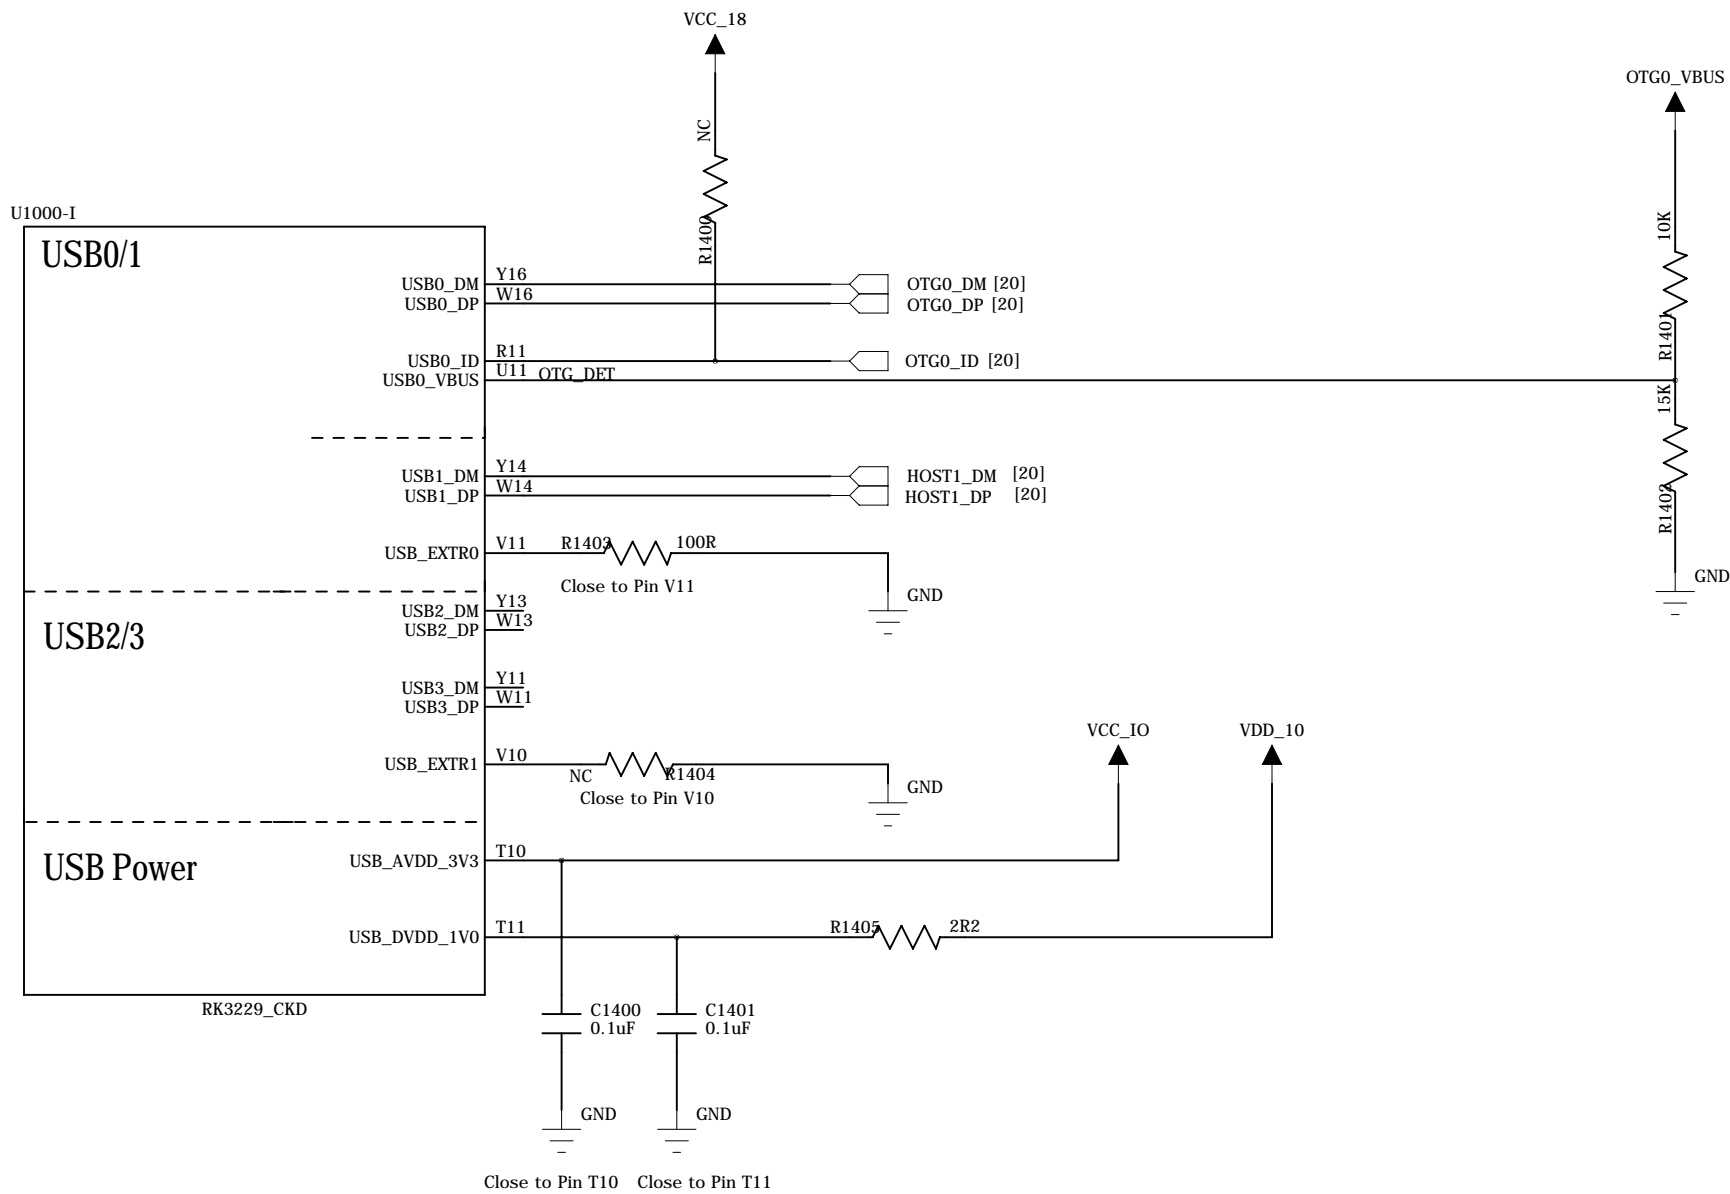 VCC_18
OTG0_VBUS
NC
R1400
10K
R1401
15K
R1402
GND
U1000-I
USB0/1
USB0_DM Y16 OTG0_DM [20]
USB0_DP W16 OTG0_DP [20]
USB0_ID R11 OTG0_ID [20]
USB0_VBUS U11 OTG_DET
USB1_DM Y14 HOST1_DM [20]
USB1_DP W14 HOST1_DP [20]
USB_EXTR0 V11 R1403 100R
Close to Pin V11
GND
USB2/3
USB2_DM Y13
USB2_DP W13
USB3_DM Y11
USB3_DP W11
VCC_IO
VDD_10
USB_EXTR1 V10 NC R1404
Close to Pin V10
GND
USB Power
USB_AVDD_3V3 T10
USB_DVDD_1V0 T11 R1405 2R2
RK3229_CKD
C1400
0.1uF
C1401
0.1uF
GND
GND
Close to Pin T10
Close to Pin T11